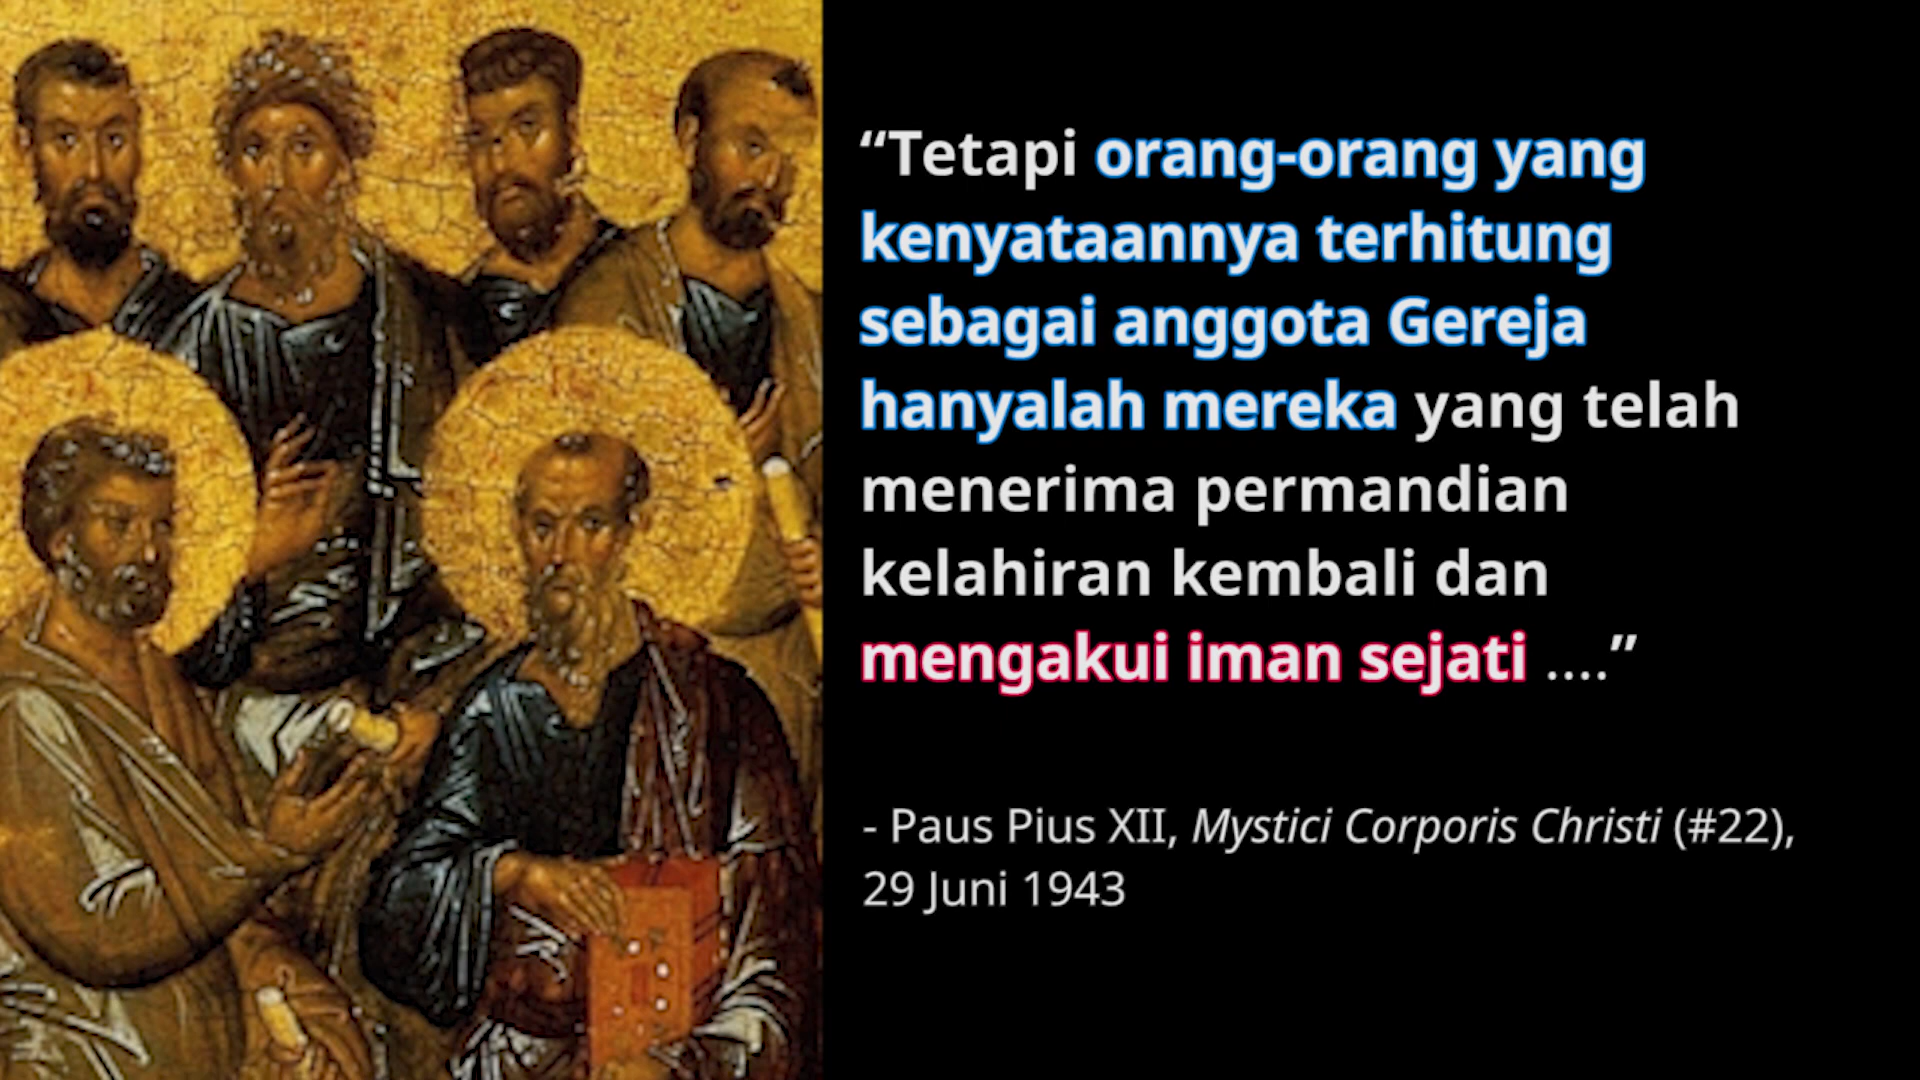 “Tetapi orang-orang yang
kenyataannya terhitung
sebagai anggota Gereja
hanyalah mereka yang telah
menerima permandian
kelahiran kembali dan
mengakui iman sejati ....”
- Paus Pius XII, Mystici Corporis Christi (#22),
29 Juni 1943